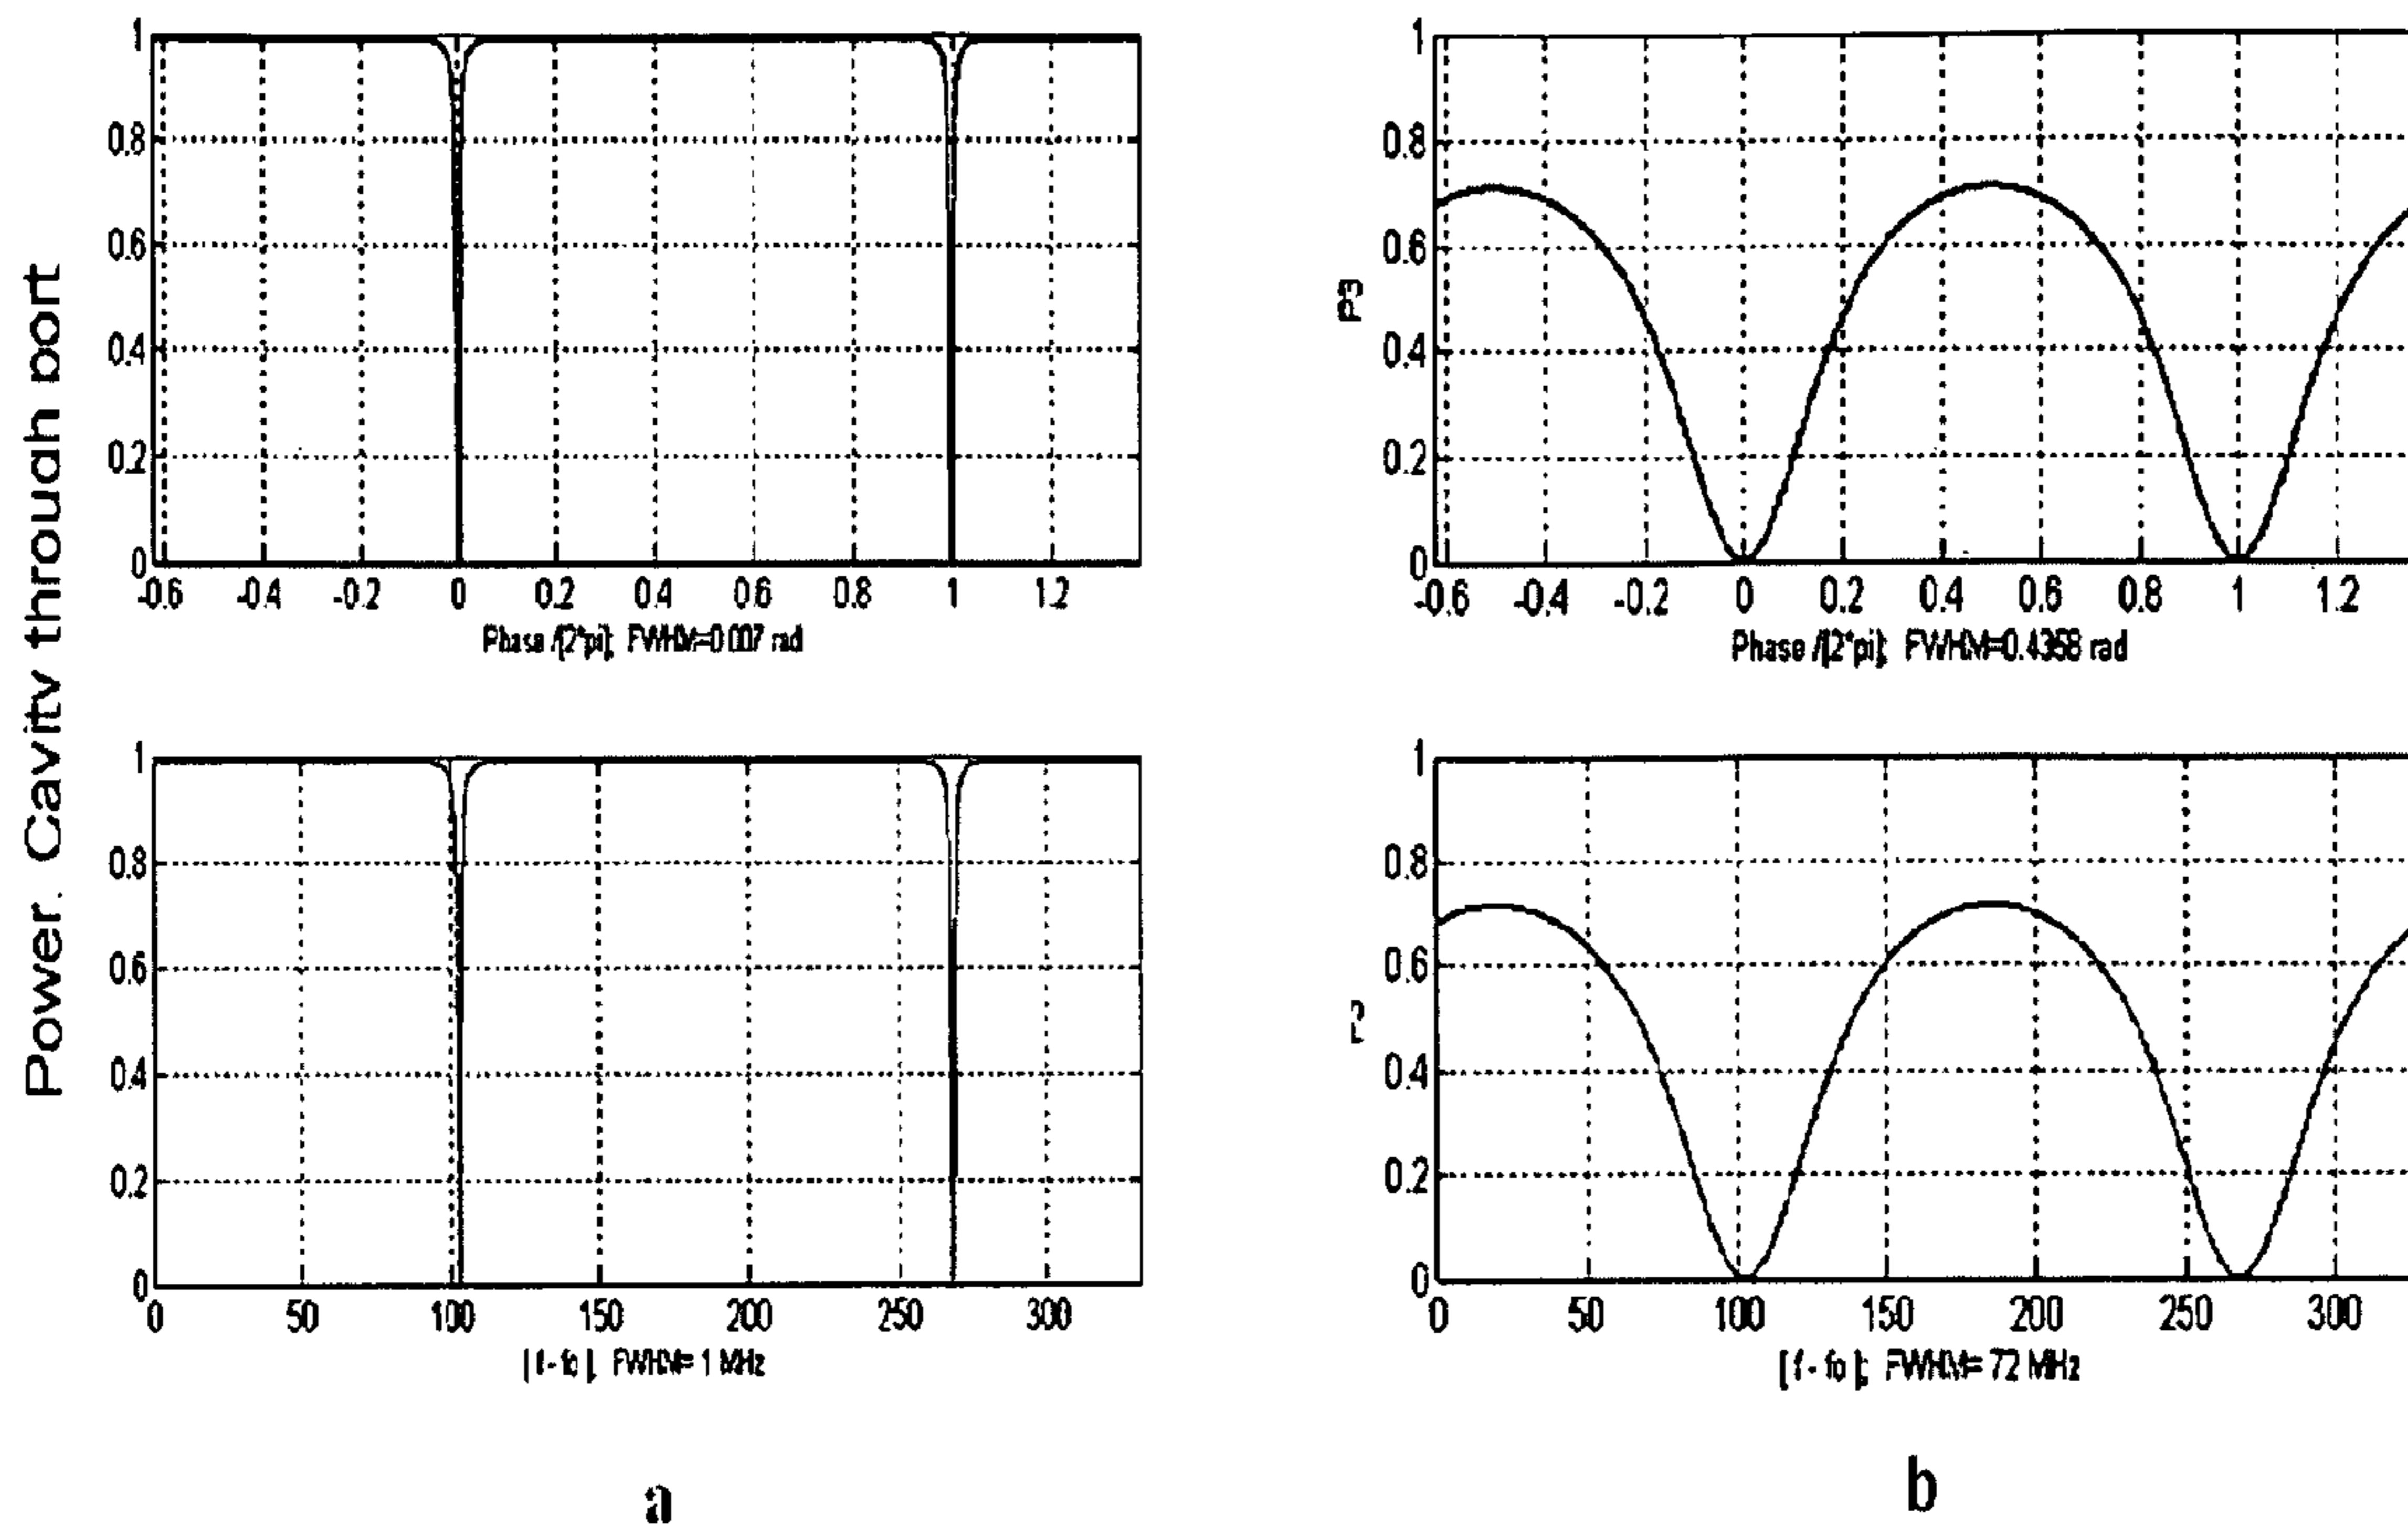 Power. Cavity through port
1
0.8
0.6
0.4
0.2
0
-0.6 -0.4 -0.2 0 0.2 0.4 0.6 0.8 1 1.2
Phase /[2*pi]; FWHM=0.007 rad
1
0.8
0.6
0.4
0.2
0
0 50 100 150 200 250 300
[ f - fo ], FWHM= 1 MHz
a
P3
1
0.8
0.6
0.4
0.2
0
-0.6 -0.4 -0.2 0 0.2 0.4 0.6 0.8 1 1.2
Phase /[2*pi]; FWHM=0.4358 rad
1
0.8
0.6
0.4
0.2
0
0 50 100 150 200 250 300
[ f - fo ]; FWHM= 72 MHz
b